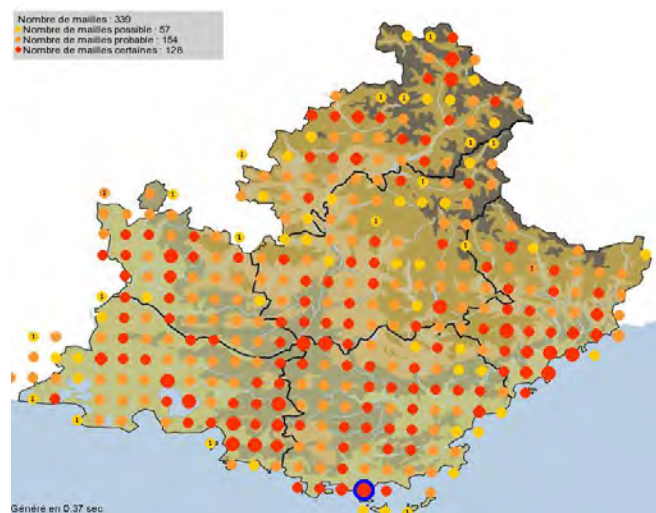 Nombre de mailles : 339
Nombre de mailles possible : 57
Nombre de mailles probable : 154
Nombre de mailles certaines : 128
Généré en 0.37 sec